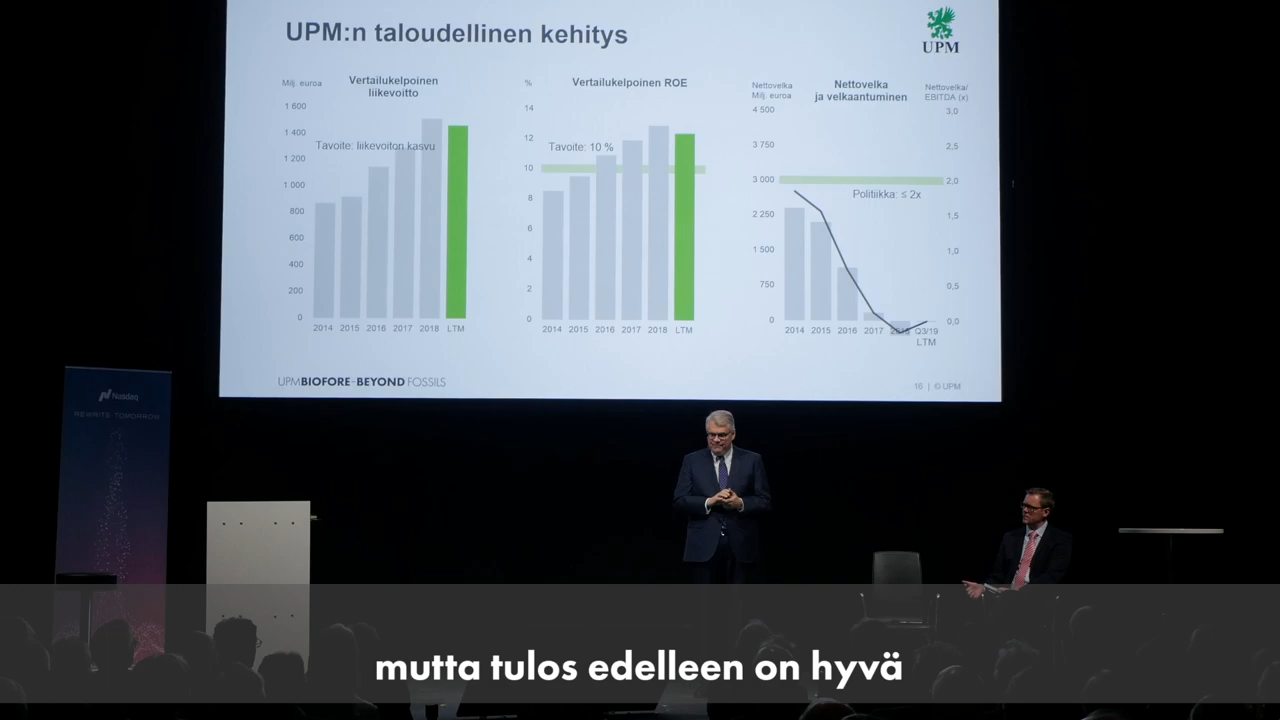 UPM:n taloudellinen kehitys
UPM
Milj. euroa
Vertailukelpoinen
liikevoitto
1 600
1 400
1 200
1 000
800
600
400
200
0
Tavoite: liikevoiton kasvu
2014 2015 2016 2017 2018 LTM
%
Vertailukelpoinen ROE
14
12
10
8
6
4
2
0
Tavoite: 10 %
2014 2015 2016 2017 2018 LTM
Nettovelka
Milj. euroa
Nettovelka
ja velkaantuminen
Nettovelka/
EBITDA (x)
4 500
3 750
3 000
2 250
1 500
750
0
3,0
2,5
2,0
1,5
1,0
0,5
0,0
Politiikka: ≤ 2x
2014 2015 2016 2017 2018 Q3/19
LTM
UPM BIOFORE-BEYOND FOSSILS
16 | © UPM
Nasdaq
REWRITE TOMORROW
mutta tulos edelleen on hyvä